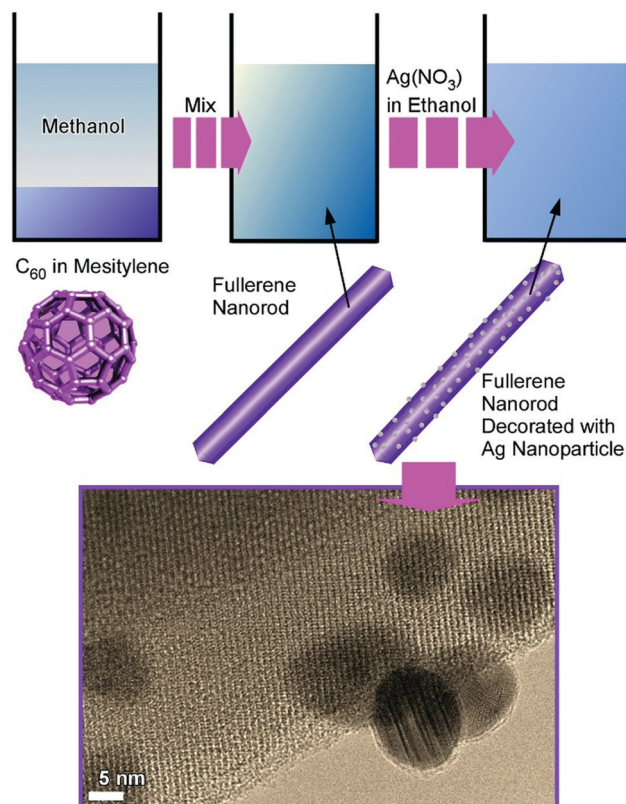 Methanol
Mix
Ag(NO₃)
in Ethanol
C₆₀ in Mesitylene
Fullerene
Nanorod
Fullerene
Nanorod
Decorated with
Ag Nanoparticle
5 nm